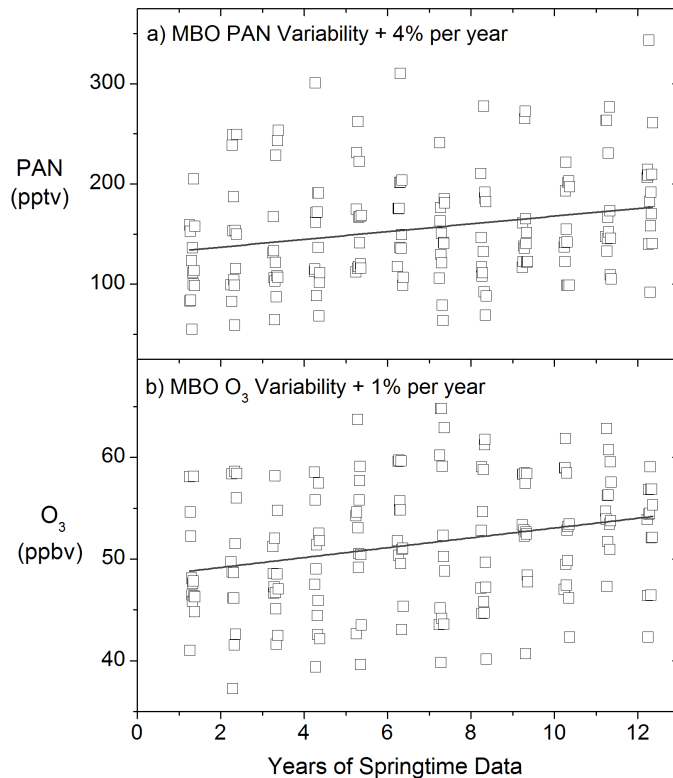 a) MBO PAN Variability + 4% per year
300
PAN
(pptv)
200
100
b) MBO O₃ Variability + 1% per year
60
O₃
(ppbv)
50
40
0 2 4 6 8 10 12
Years of Springtime Data